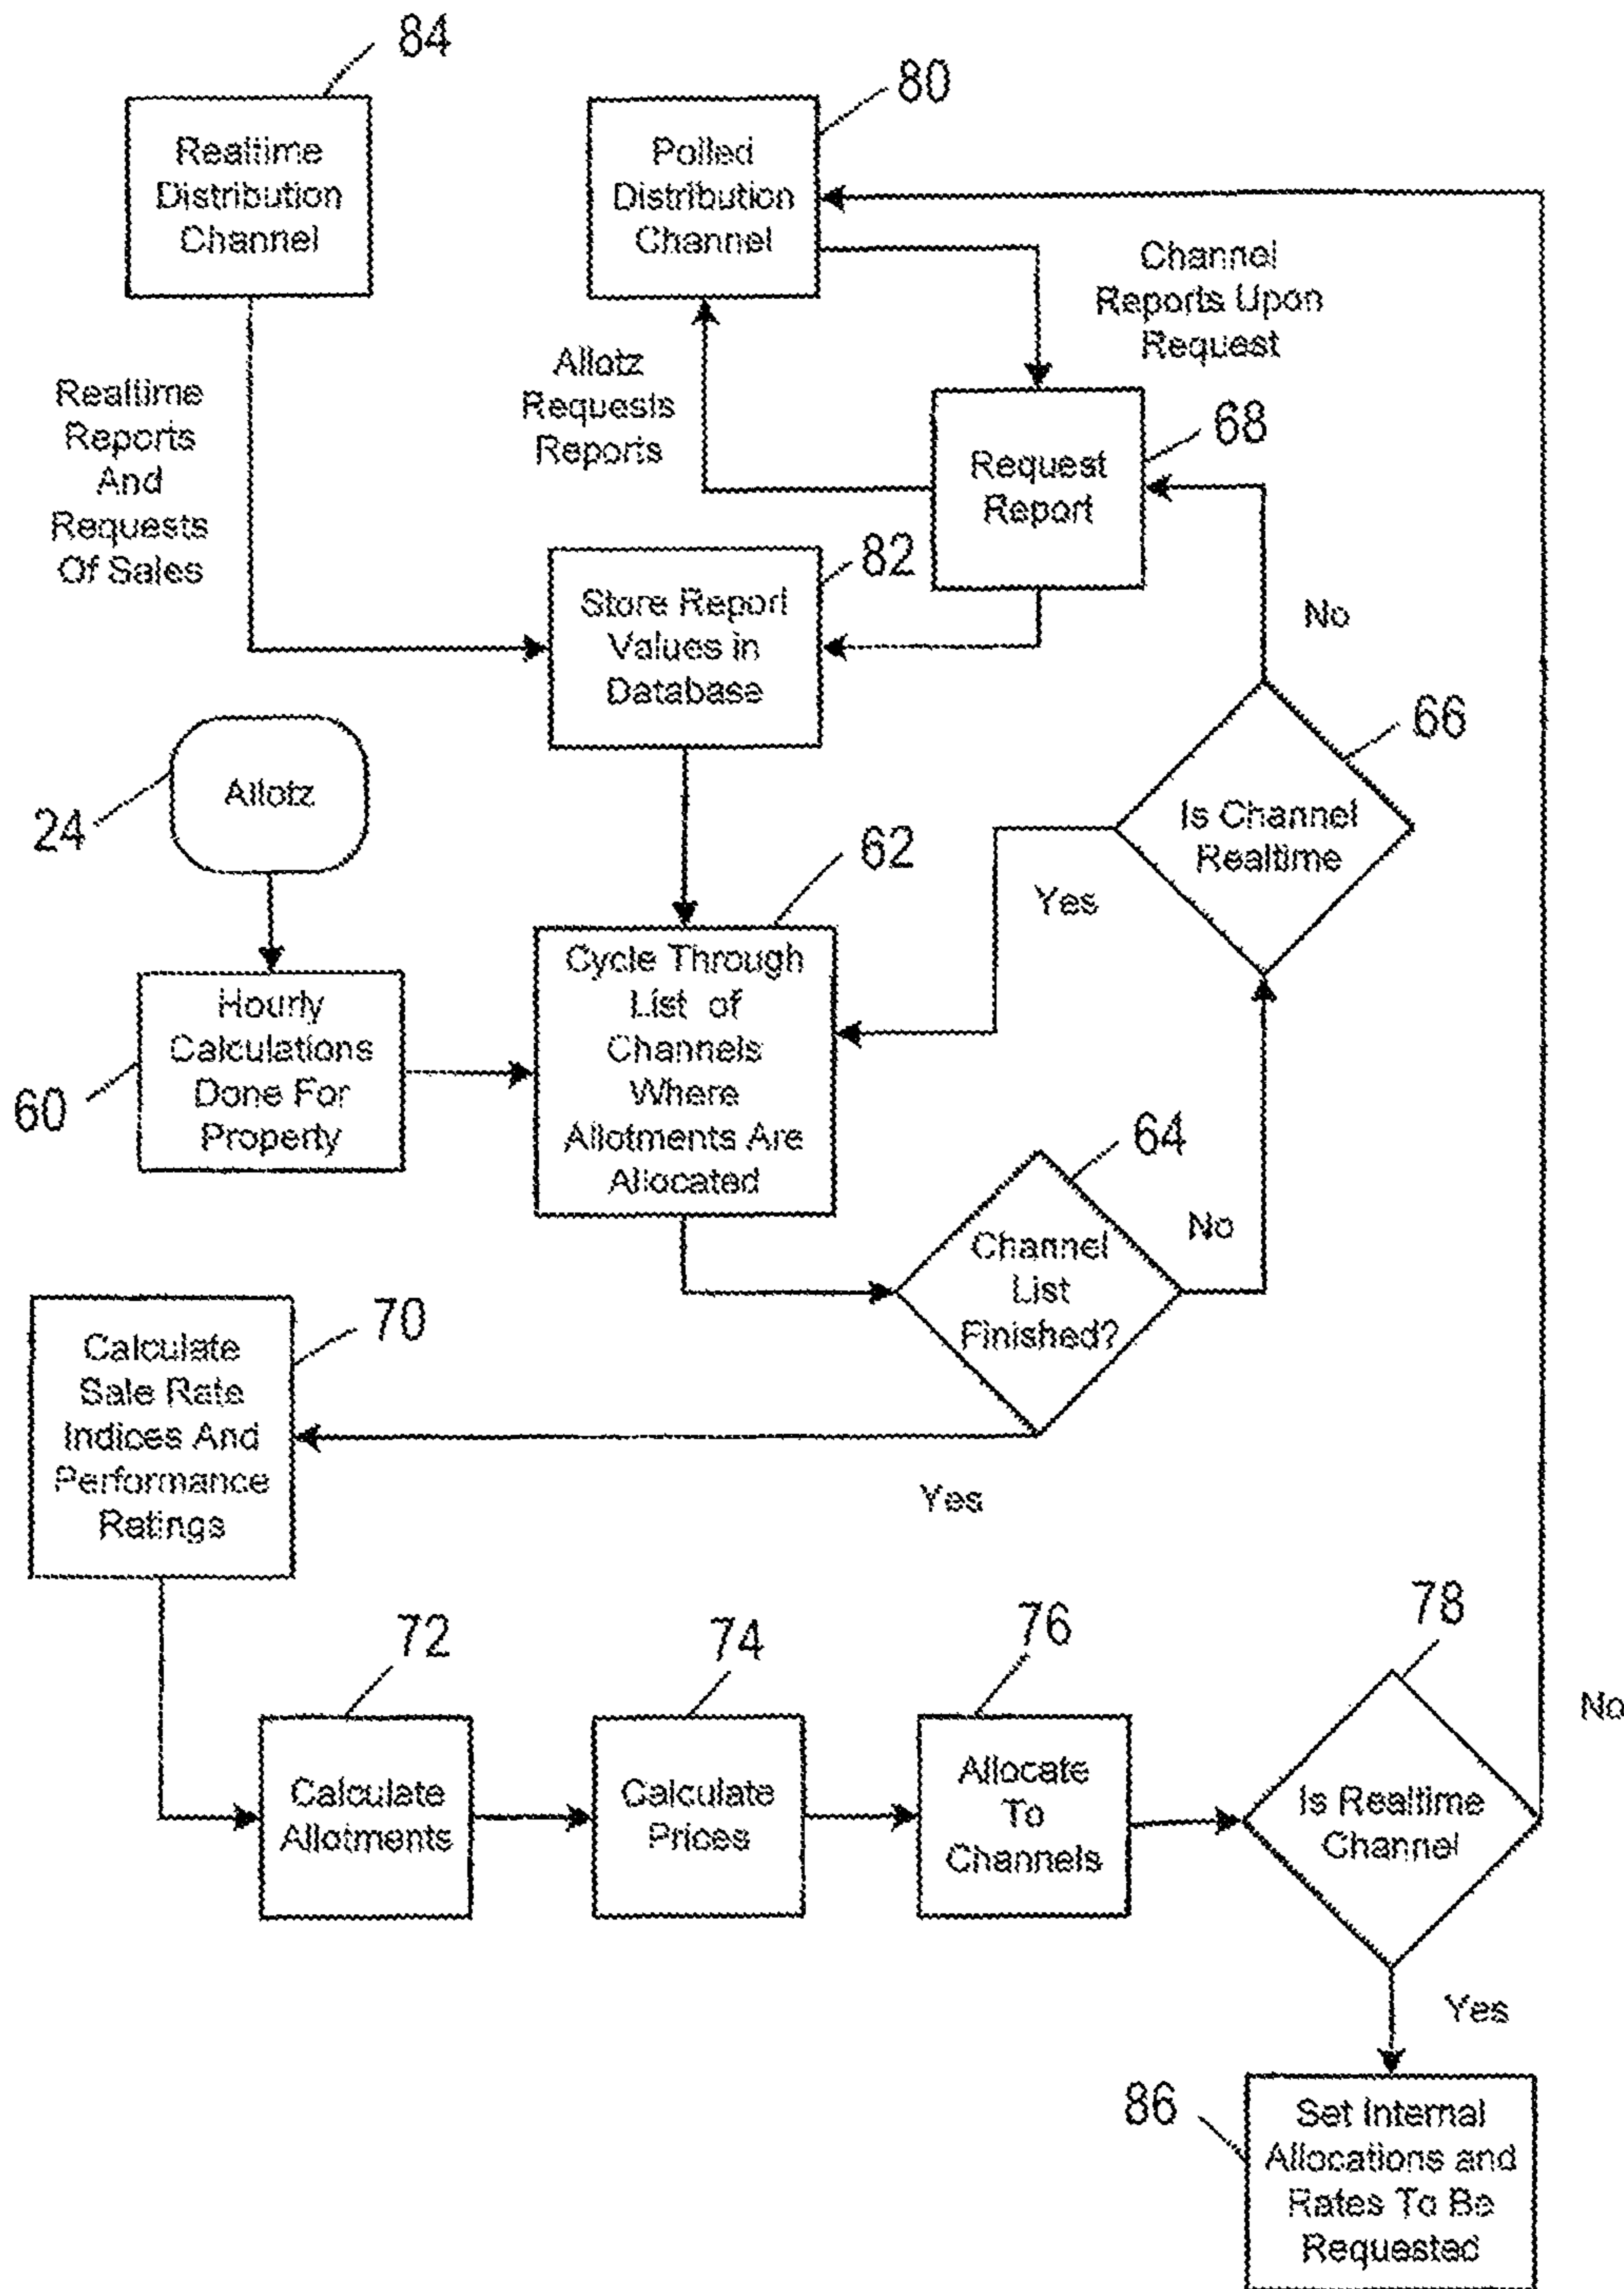 84
Realtime
Distribution
Channel
80
Polled
Distribution
Channel
Channel
Reports Upon
Request
Allotz
Requests
Reports
Realtime
Reports
And
Requests
Of Sales
68
Request
Report
82
Store Report
Values in
Database
No
66
Is Channel
Realtime
Yes
24
Allotz
62
Cycle Through
List of
Channels
Where
Allotments Are
Allocated
60
Hourly
Calculations
Done For
Property
64
Channel
List
Finished?
No
Yes
70
Calculate
Sale Rate
Indices And
Performance
Ratings
72
Calculate
Allotments
74
Calculate
Prices
76
Allocate
To
Channels
78
Is Realtime
Channel
No
Yes
86
Set Internal
Allocations and
Rates To Be
Requested